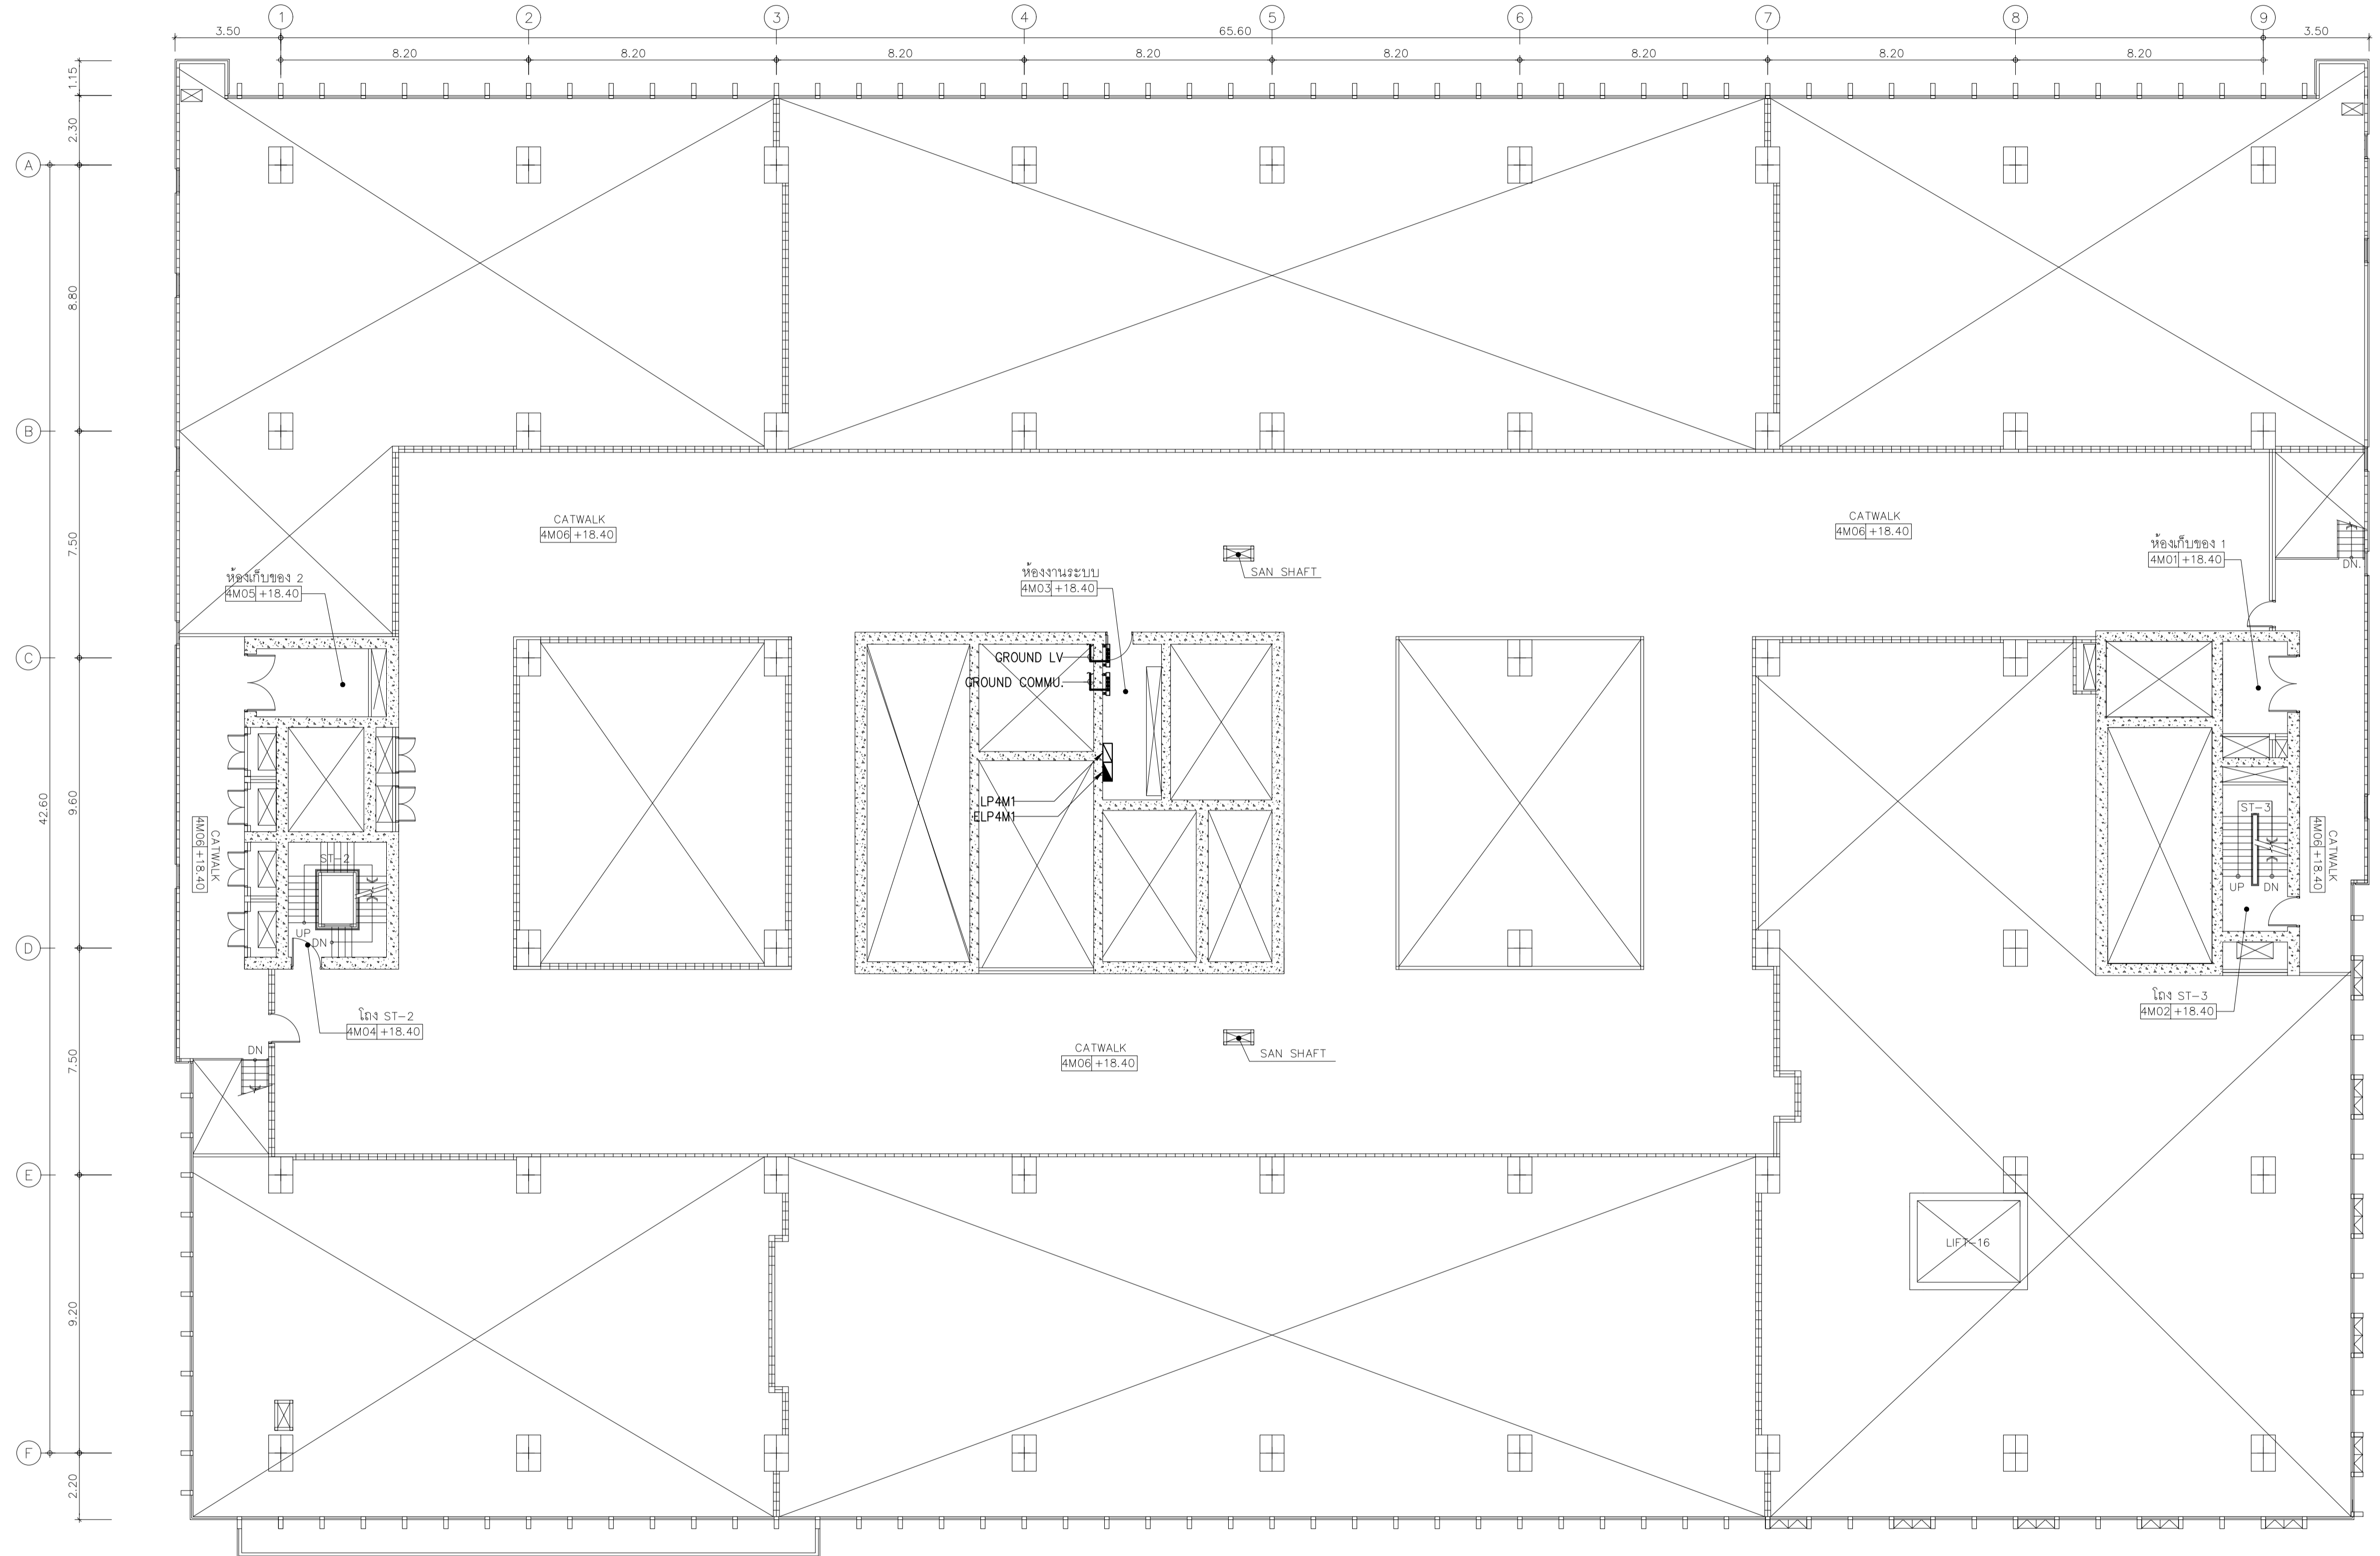 1 2 3 4 5 6 7 8 9
3.50 65.60 3.50
8.20 8.20 8.20 8.20 8.20 8.20 8.20 8.20
1.15
2.30
A
8.80
B
7.50
CATWALK
4M06 +18.40
CATWALK
4M06 +18.40
ห้องเก็บของ 1
4M01 +18.40
DN.
SAN SHAFT
ห้องงานระบบ
4M03 +18.40
ห้องเก็บของ 2
4M05 +18.40
C
GROUND LV
GROUND COMMU.
42.60
9.60
LP4M1
ELP4M1
CATWALK
4M06 +18.40
ST-2
UP
DN
ST-3
UP DN
CATWALK
4M06 +18.40
D
โถง ST-2
4M04 +18.40
โถง ST-3
4M02 +18.40
DN
7.50
CATWALK
4M06 +18.40
SAN SHAFT
E
LIFT-16
9.20
F
2.20